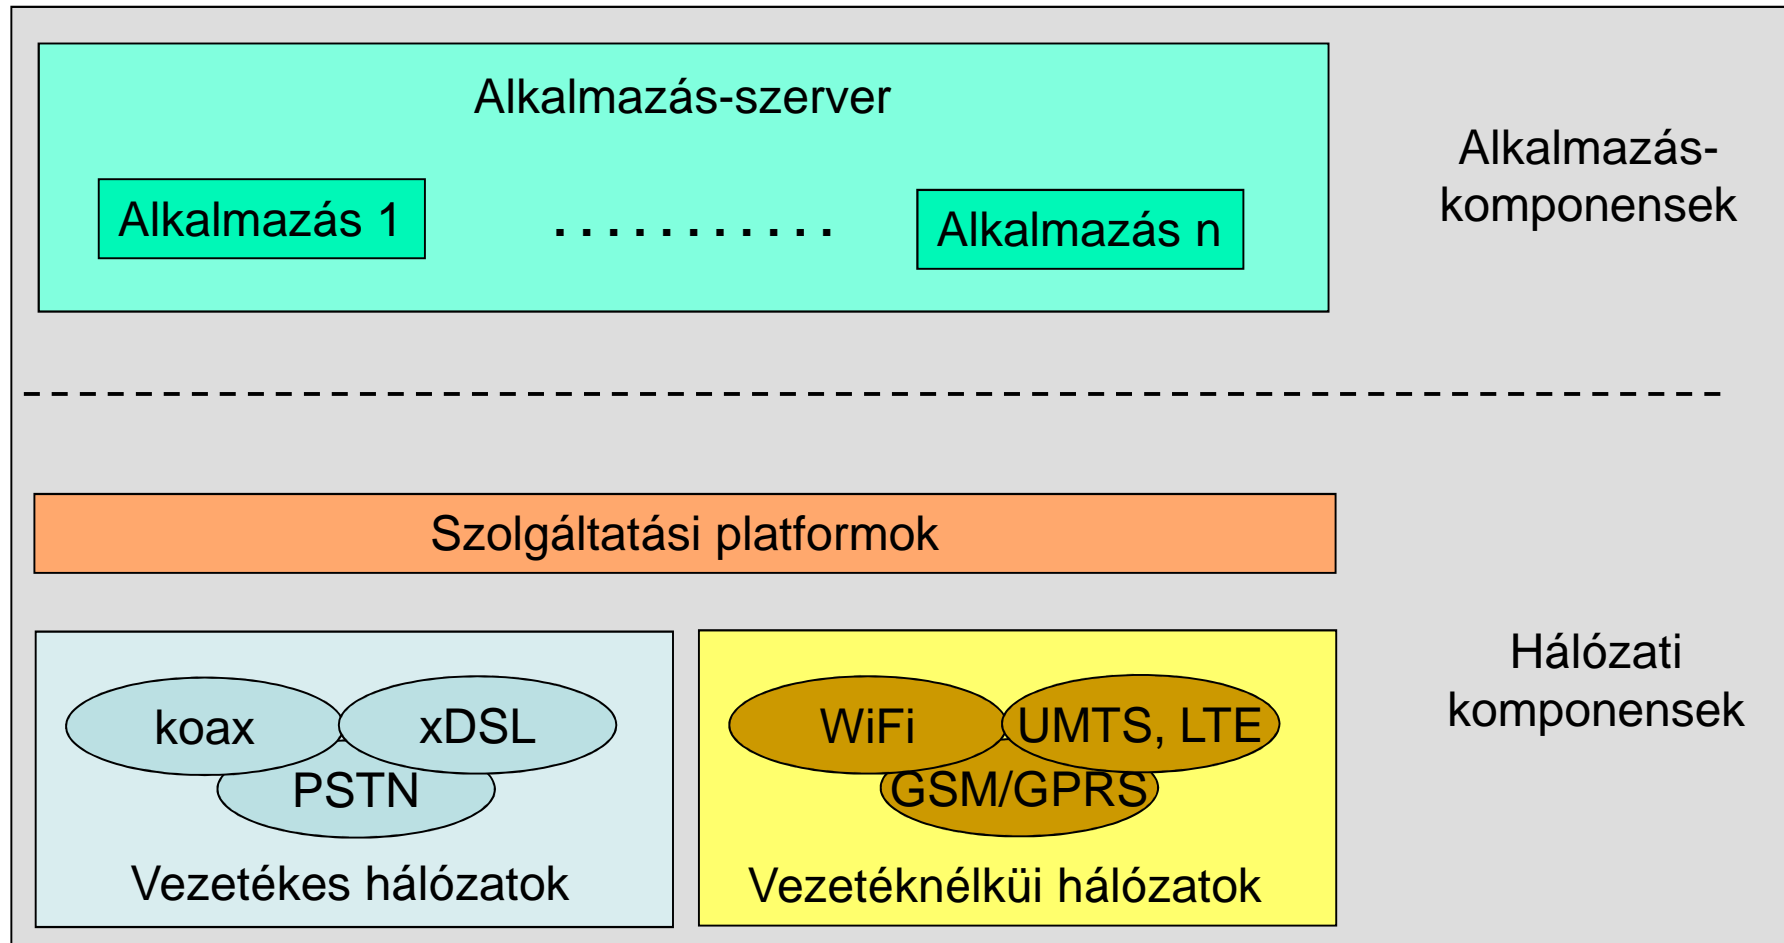 Alkalmazás-szerver
Alkalmazás 1
...........
Alkalmazás n
Alkalmazás-
komponensek
Szolgáltatási platformok
koax
xDSL
PSTN
Vezetékes hálózatok
WiFi
UMTS, LTE
GSM/GPRS
Vezetéknélküi hálózatok
Hálózati
komponensek